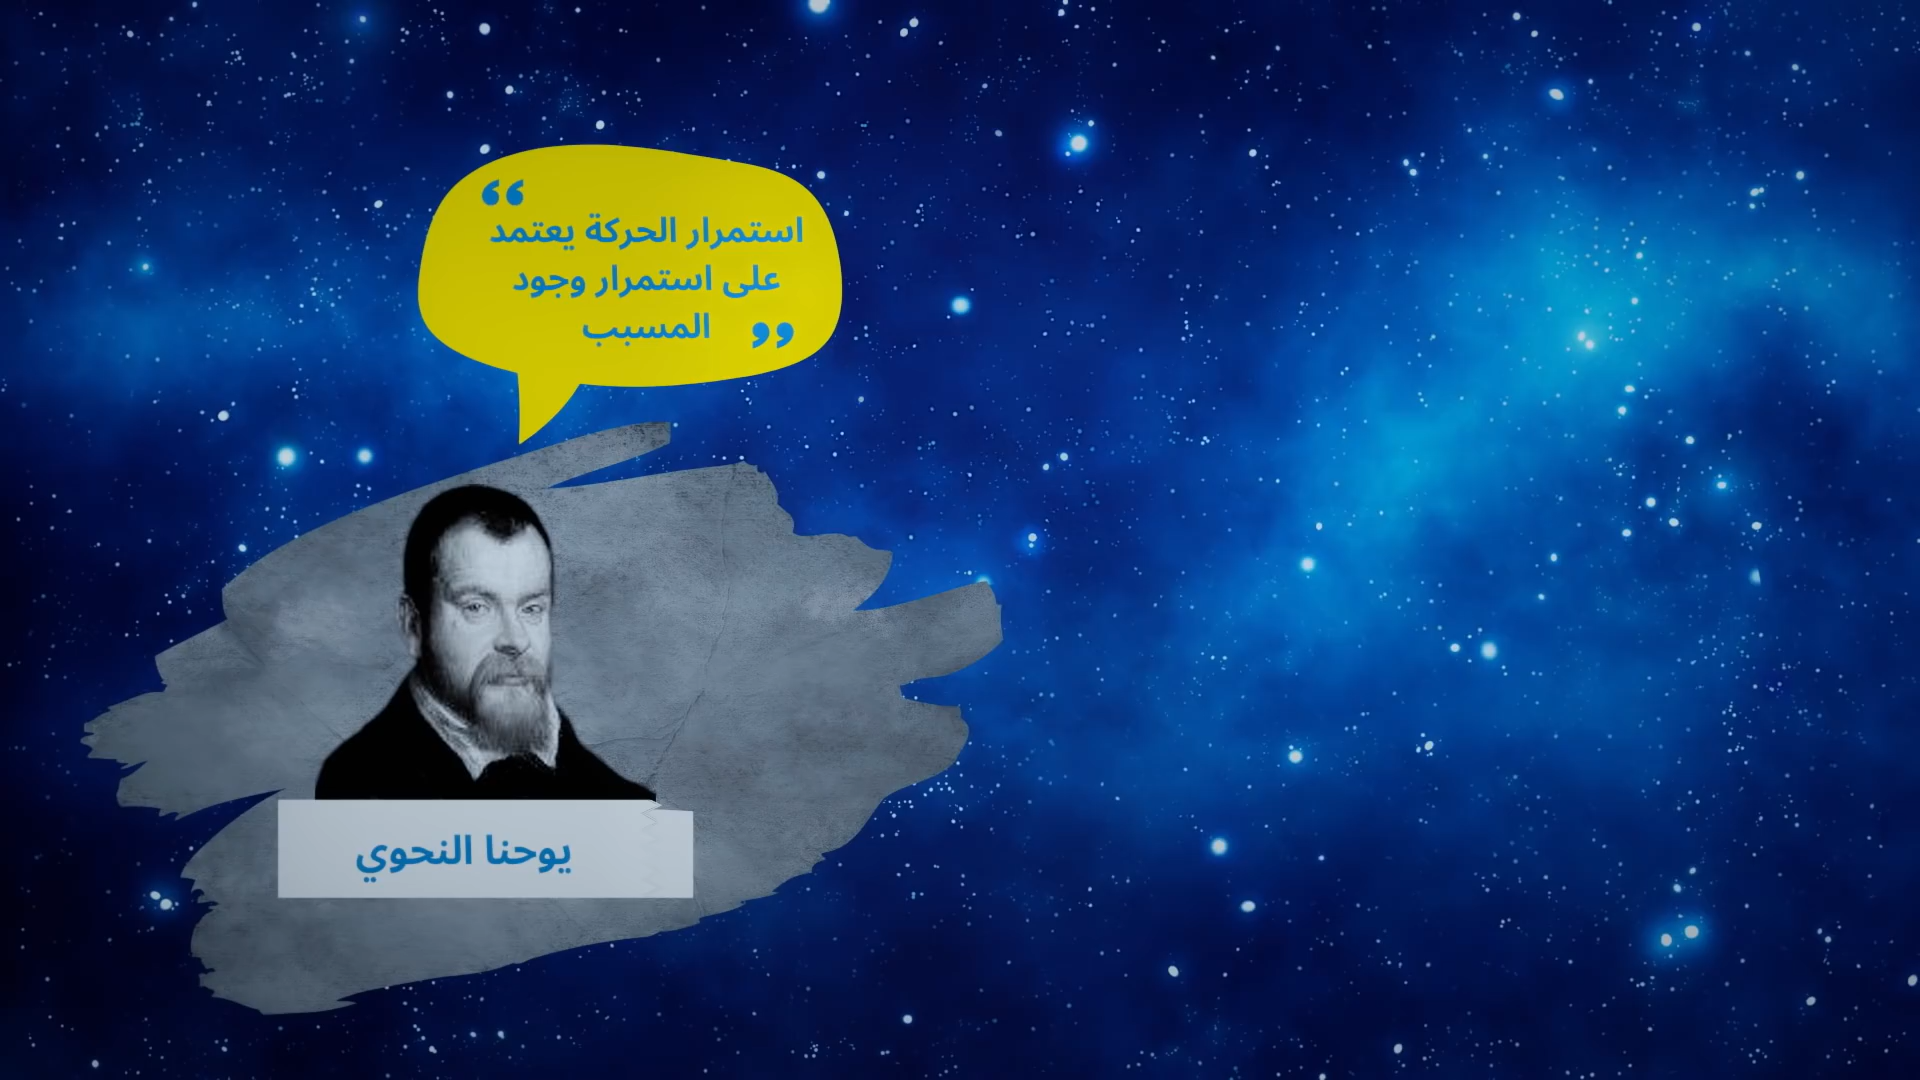 “استمرار الحركة يعتمد
على استمرار وجود
المسبب”
يوحنا النحوي